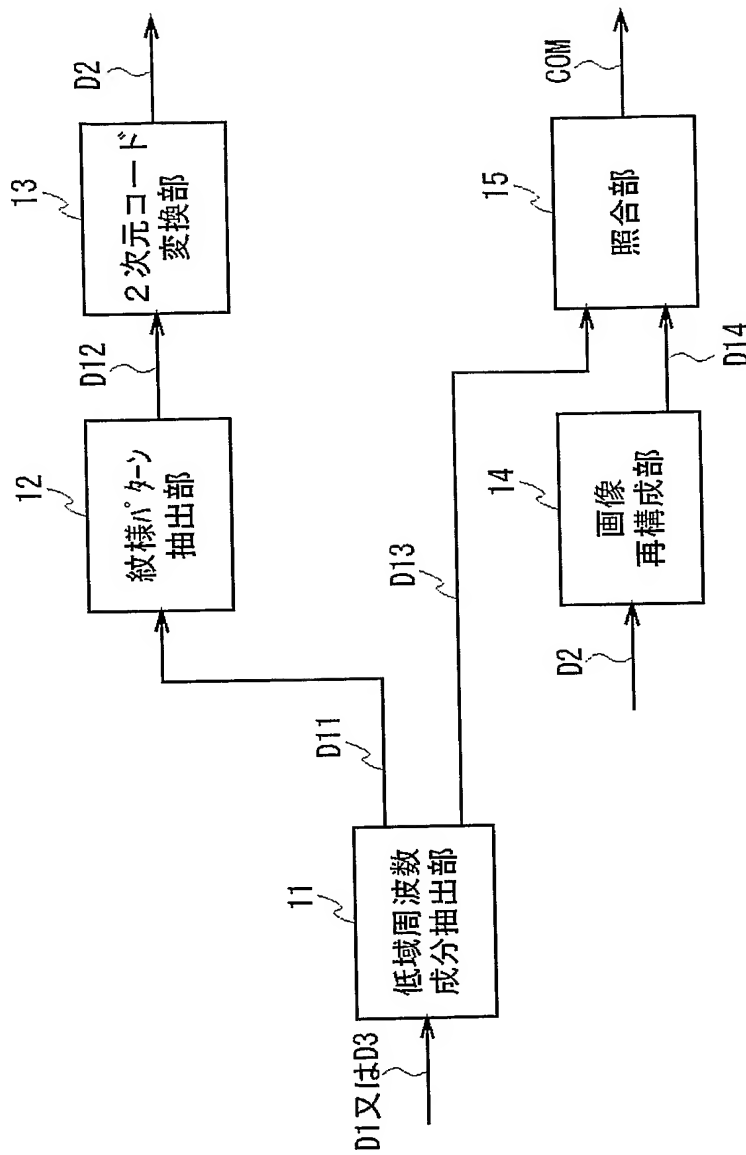 D1又はD3
11
低域周波数
成分抽出部
D11
12
紋様パターン
抽出部
D12
13
2次元コード
変換部
D2
D13
D2
14
画像
再構成部
D14
15
照合部
COM